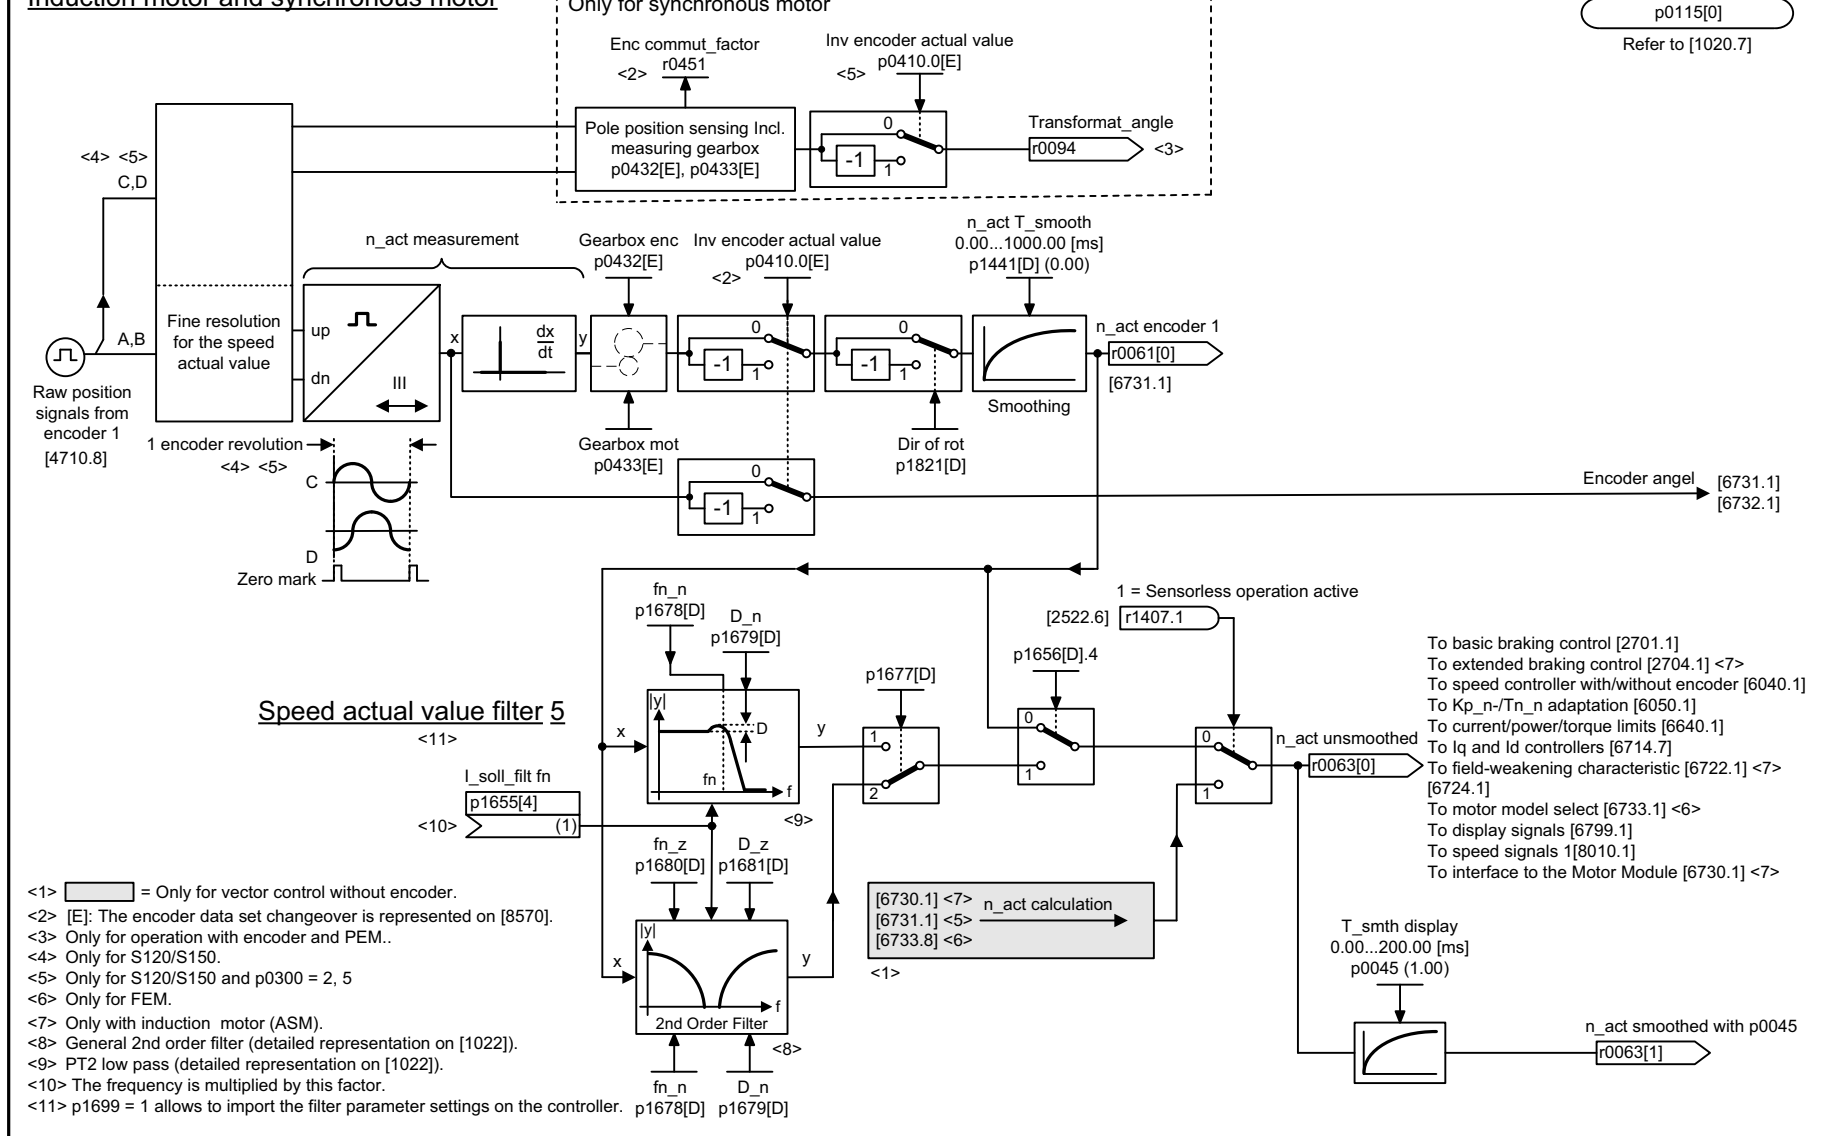 Induction motor and synchronous motor
Only for synchronous motor
p0115[0]
Refer to [1020.7]
Enc commut_factor
r0451
<2>
Inv encoder actual value
p0410.0[E]
<5>
Pole position sensing Incl.
measuring gearbox
p0432[E], p0433[E]
0
-1
1
Transformat_angle
r0094
<3>
<4> <5>
C,D
A,B
Fine resolution
for the speed
actual value
Raw position
signals from
encoder 1
[4710.8]
n_act measurement
up
dn
III
x
dx
dt
y
Gearbox enc
p0432[E]
Gearbox mot
p0433[E]
Inv encoder actual value
p0410.0[E]
<2>
0
-1
1
0
-1
1
Dir of rot
p1821[D]
n_act T_smooth
0.00...1000.00 [ms]
p1441[D] (0.00)
Smoothing
n_act encoder 1
r0061[0]
[6731.1]
1 encoder revolution
<4> <5>
C
D
Zero mark
0
-1
1
Encoder angel
[6731.1]
[6732.1]
fn_n
p1678[D]
D_n
p1679[D]
Speed actual value filter 5
<11>
x
|y|
D
fn
f
y
<9>
I_soll_filt fn
p1655[4]
(1)
<10>
fn_z
p1680[D]
D_z
p1681[D]
x
|y|
f
2nd Order Filter
y
<8>
fn_n
p1678[D]
D_n
p1679[D]
p1677[D]
1
2
p1656[D].4
0
1
1 = Sensorless operation active
[2522.6]
r1407.1
0
1
n_act unsmoothed
r0063[0]
To basic braking control [2701.1]
To extended braking control [2704.1] <7>
To speed controller with/without encoder [6040.1]
To Kp_n-/Tn_n adaptation [6050.1]
To current/power/torque limits [6640.1]
To Iq and Id controllers [6714.7]
To field-weakening characteristic [6722.1] <7>
[6724.1]
To motor model select [6733.1] <6>
To display signals [6799.1]
To speed signals 1[8010.1]
To interface to the Motor Module [6730.1] <7>
[6730.1] <7>
[6731.1] <5>
[6733.8] <6>
n_act calculation
<1>
T_smth display
0.00...200.00 [ms]
p0045 (1.00)
n_act smoothed with p0045
r0063[1]
<1> = Only for vector control without encoder.
<2> [E]: The encoder data set changeover is represented on [8570].
<3> Only for operation with encoder and PEM..
<4> Only for S120/S150.
<5> Only for S120/S150 and p0300 = 2, 5
<6> Only for FEM.
<7> Only with induction motor (ASM).
<8> General 2nd order filter (detailed representation on [1022]).
<9> PT2 low pass (detailed representation on [1022]).
<10> The frequency is multiplied by this factor.
<11> p1699 = 1 allows to import the filter parameter settings on the controller.